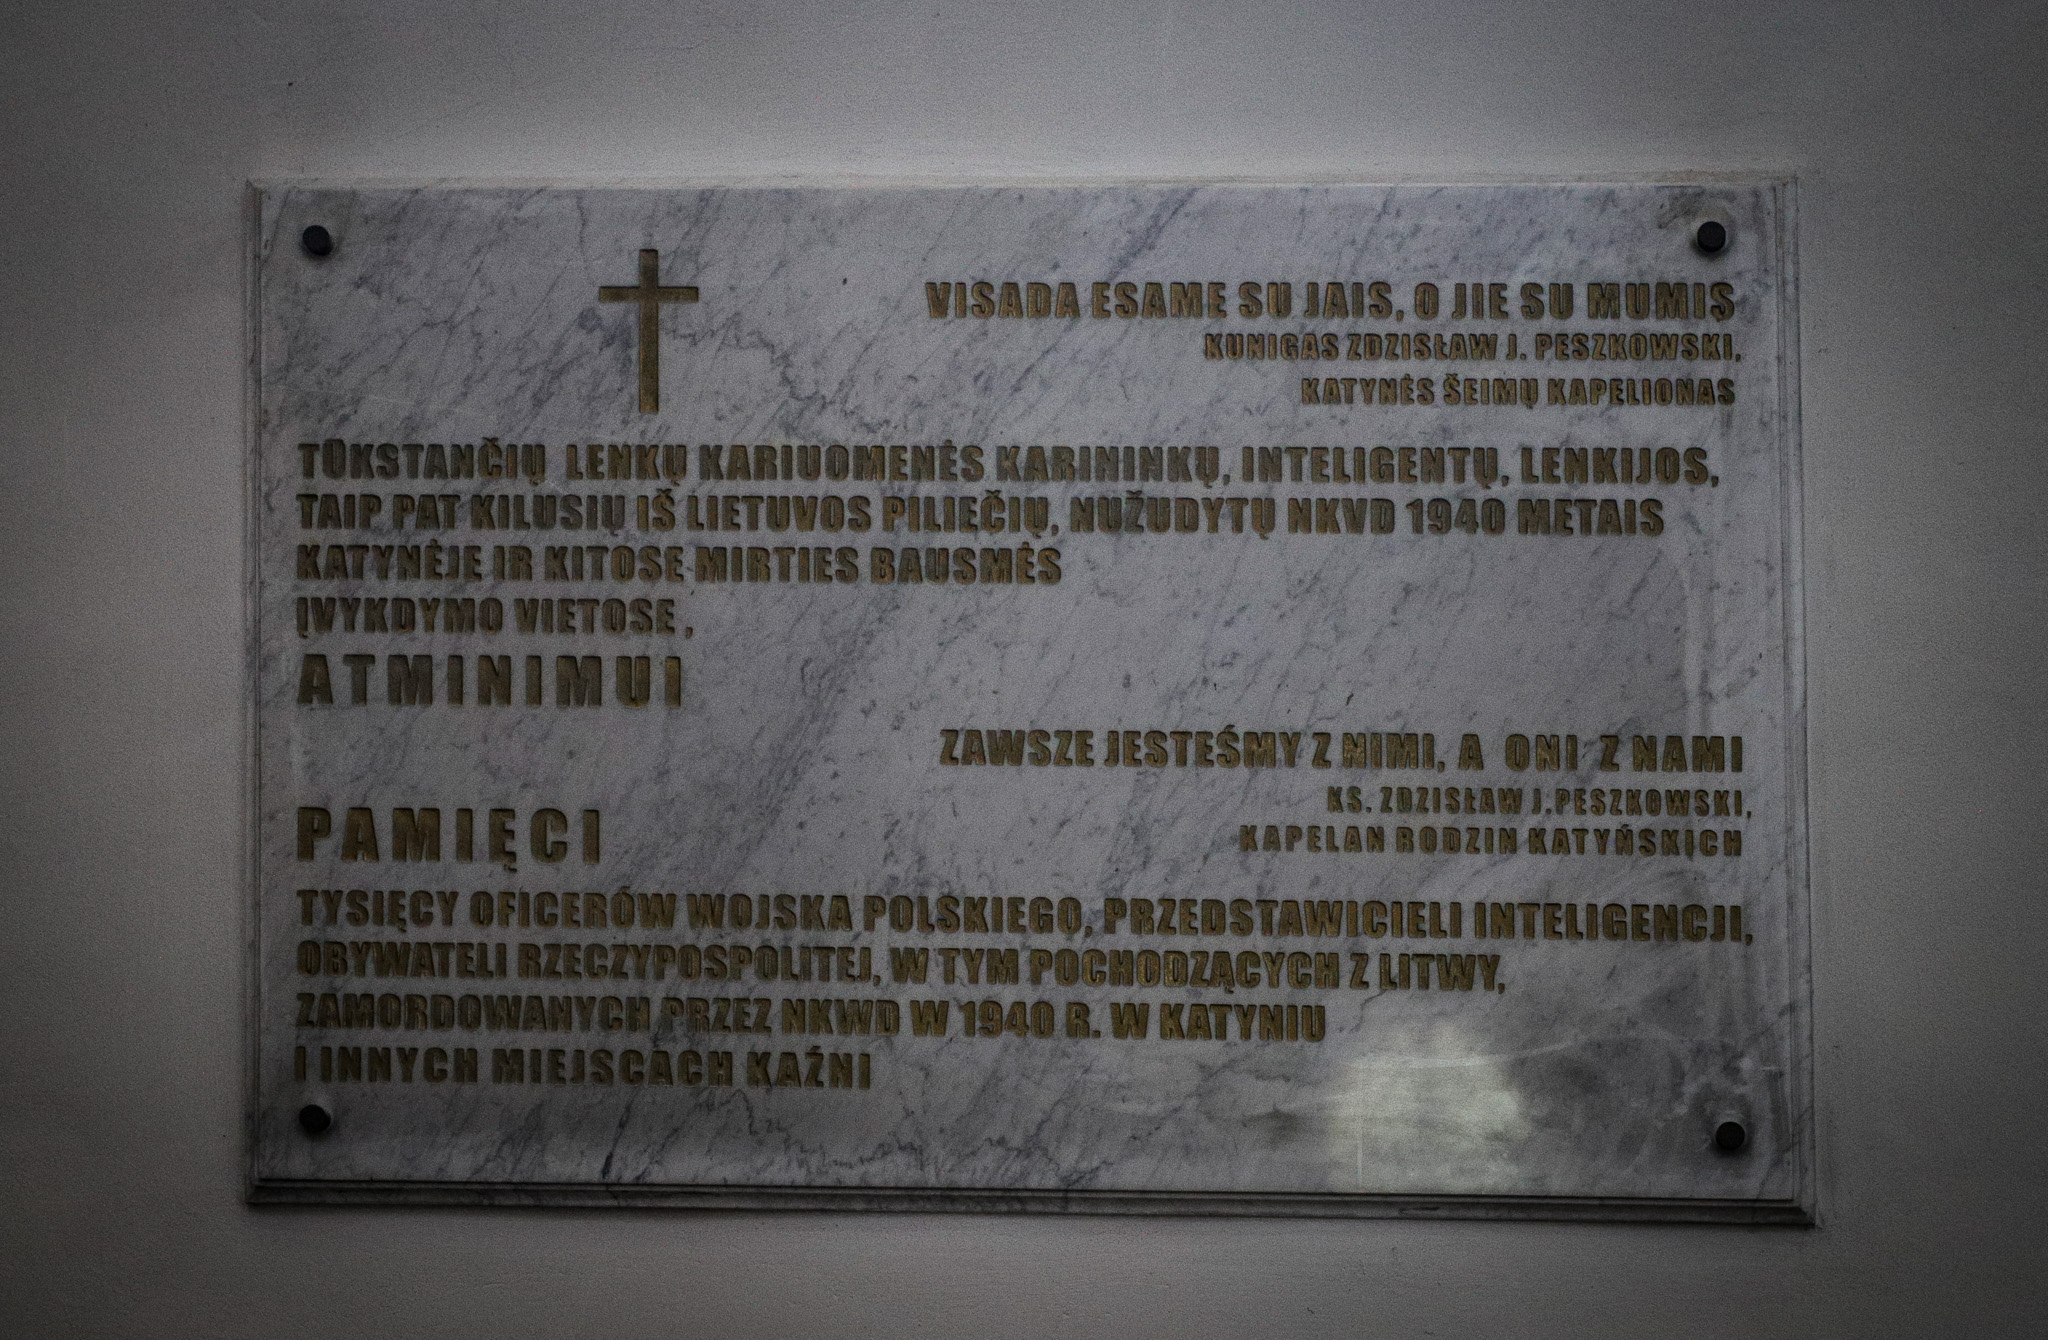 VISADA ESAME SU JAIS, O JIE SU MUMIS
KUNIGAS ZDZISŁAW J. PESZKOWSKI,
KATYNĖS ŠEIMŲ KAPELIONAS
TŪKSTANČIŲ LENKŲ KARIUOMENĖS KARININKŲ, INTELIGENTŲ, LENKIJOS,
TAIP PAT KILUSIŲ IŠ LIETUVOS PILIEČIŲ, NUŽUDYTŲ NKVD 1940 METAIS
KATYNĖJE IR KITOSE MIRTIES BAUSMĖS
ĮVYKDYMO VIETOSE,
ATMINIMUI
ZAWSZE JESTEŚMY Z NIMI, A ONI Z NAMI
KS. ZDZISŁAW J.PESZKOWSKI,
KAPELAN RODZIN KATYŃSKICH
PAMIĘCI
TYSIĘCY OFICERÓW WOJSKA POLSKIEGO, PRZEDSTAWICIELI INTELIGENCJI,
OBYWATELI RZECZYPOSPOLITEJ, W TYM POCHODZĄCYCH Z LITWY,
ZAMORDOWANYCH PRZEZ NKWD W 1940 R. W KATYNIU
I INNYCH MIEJSCACH KAŹNI